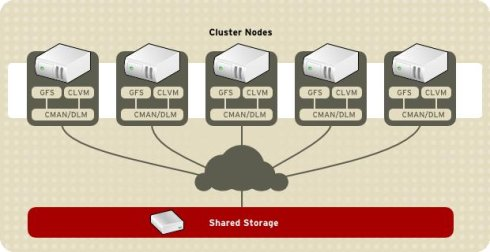 Cluster Nodes
GFS CLVM GFS CLVM GFS CLVM GFS CLVM GFS CLVM
CMAN/DLM CMAN/DLM CMAN/DLM CMAN/DLM CMAN/DLM
Shared Storage